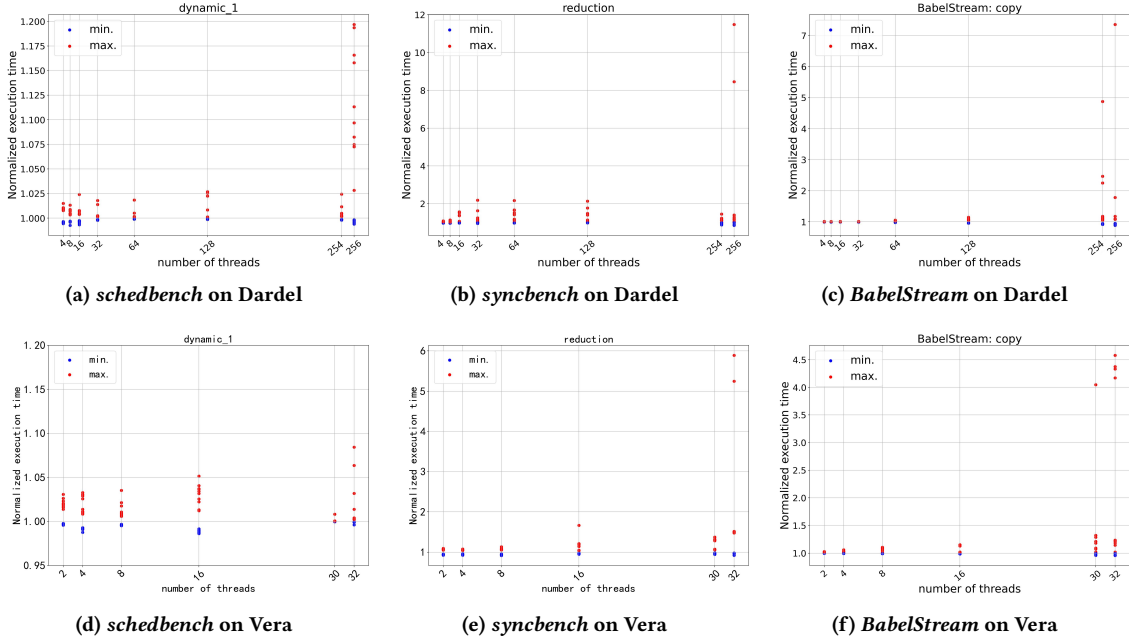 dynamic_1
Normalized execution time
1.200
1.175
1.150
1.125
1.100
1.075
1.050
1.025
1.000
min.
max.
4 8 16 32 64 128 254 256
number of threads
(a) schedbench on Dardel
reduction
Normalized execution time
12
10
8
6
4
2
min.
max.
4 8 16 32 64 128 254 256
number of threads
(b) syncbench on Dardel
BabelStream: copy
Normalized execution time
7
6
5
4
3
2
1
min.
max.
4 8 16 32 64 128 254 256
number of threads
(c) BabelStream on Dardel
dynamic_1
Normalized execution time
1.20
1.15
1.10
1.05
1.00
0.95
min.
max.
2 4 8 16 30 32
number of threads
(d) schedbench on Vera
reduction
Normalized execution time
6
5
4
3
2
1
min.
max.
2 4 8 16 30 32
number of threads
(e) syncbench on Vera
BabelStream: copy
Normalized execution time
4.5
4.0
3.5
3.0
2.5
2.0
1.5
1.0
min.
max.
2 4 8 16 30 32
number of threads
(f) BabelStream on Vera